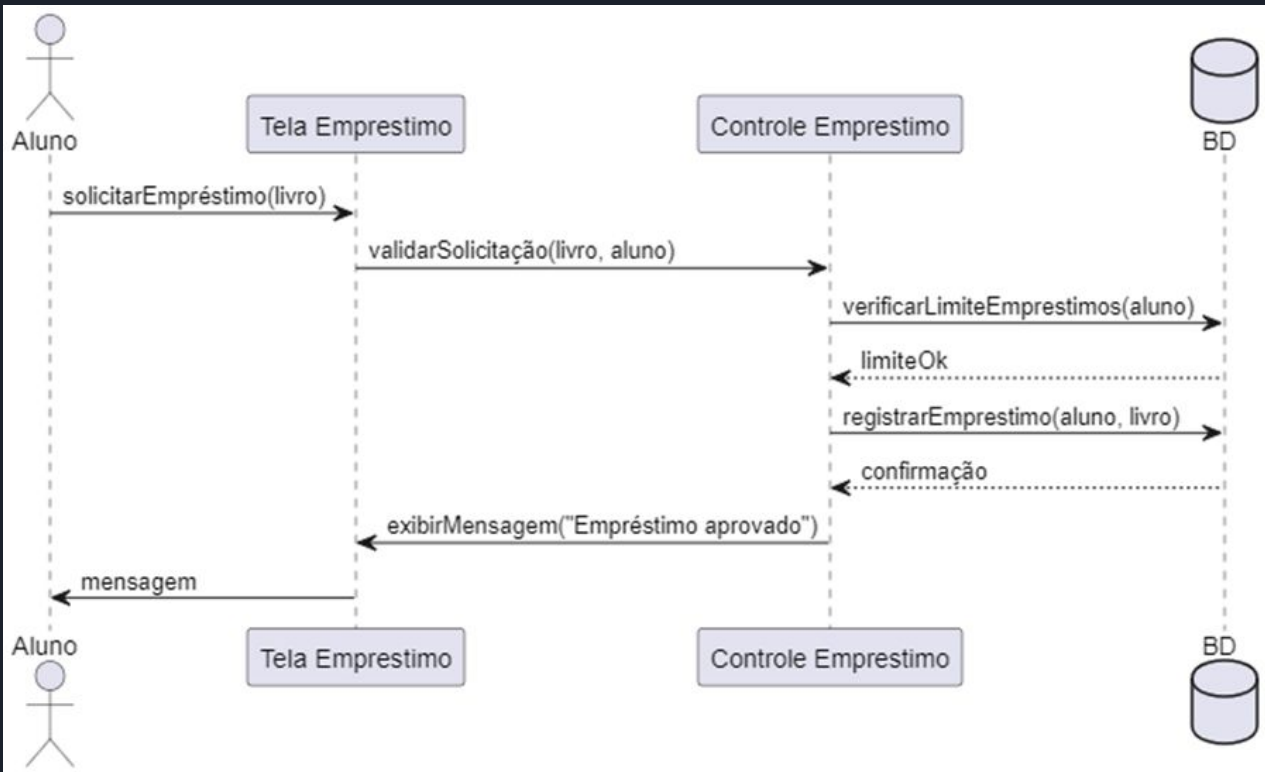 Aluno
Tela Emprestimo
Controle Emprestimo
BD
solicitarEmpréstimo(livro)
validarSolicitação(livro, aluno)
verificarLimiteEmprestimos(aluno)
limiteOk
registrarEmprestimo(aluno, livro)
confirmação
exibirMensagem("Empréstimo aprovado")
mensagem
Aluno
Tela Emprestimo
Controle Emprestimo
BD